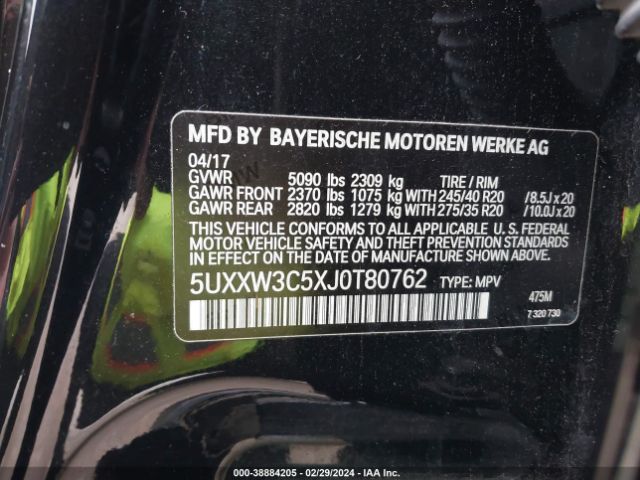 MFD BY BAYERISCHE MOTOREN WERKE AG
04/17
GVWR 5090 lbs 2309 kg TIRE / RIM
GAWR FRONT 2370 lbs 1075 kg WITH 245/40 R20 /8.5J x 20
GAWR REAR 2820 lbs 1279 kg WITH 275/35 R20 /10.0J x 20
THIS VEHICLE CONFORMS TO ALL APPLICABLE U. S. FEDERAL
MOTOR VEHICLE SAFETY AND THEFT PREVENTION STANDARDS
IN EFFECT ON THE DATE OF MANUFACTURE SHOWN ABOVE.
5UXXW3C5XJ0T80762 TYPE: MPV
475M
7 320 730
000-38884205 - 02/29/2024 - IAA Inc.